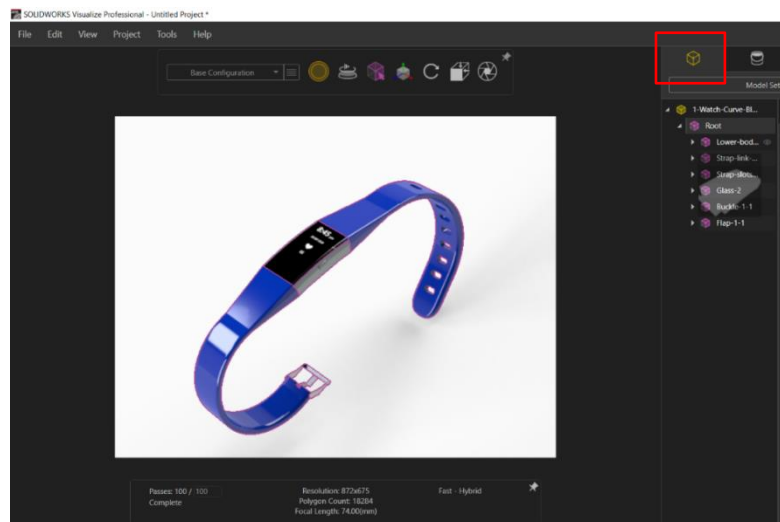 SOLIDWORKS Visualize Professional - Untitled Project *
File Edit View Project Tools Help
Base Configuration
Model Set
1-Watch-Curve-Bl...
Root
Lower-bod...
Strap-link-...
Strap-slots...
Glass-2
Buckle-1-1
Flap-1-1
8:45
Passes: 100 / 100
Complete
Resolution: 872x675
Polygon Count: 18284
Focal Length: 74.00(mm)
Fast - Hybrid